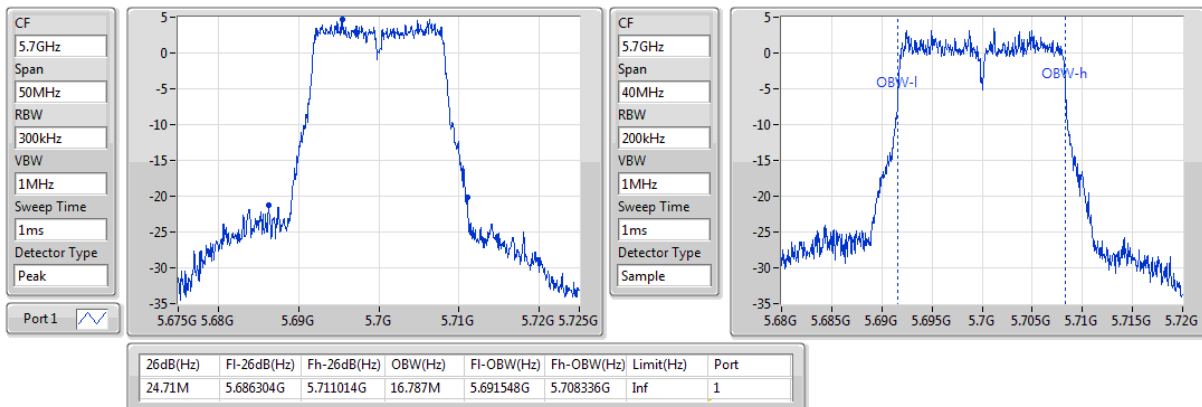 CF
5.7GHz
Span
50MHz
RBW
300kHz
VBW
1MHz
Sweep Time
1ms
Detector Type
Peak
Port 1
5
0
-5
-10
-15
-20
-25
-30
-35
5.675G 5.68G 5.69G 5.7G 5.71G 5.72G 5.725G
CF
5.7GHz
Span
40MHz
RBW
200kHz
VBW
1MHz
Sweep Time
1ms
Detector Type
Sample
5
0
-5
-10
-15
-20
-25
-30
-35
OBW-l
OBW-h
5.68G 5.685G 5.69G 5.695G 5.7G 5.705G 5.71G 5.715G 5.72G
26dB(Hz) Fl-26dB(Hz) Fh-26dB(Hz) OBW(Hz) Fl-OBW(Hz) Fh-OBW(Hz) Limit(Hz) Port
24.71M 5.686304G 5.711014G 16.787M 5.691548G 5.708336G Inf 1